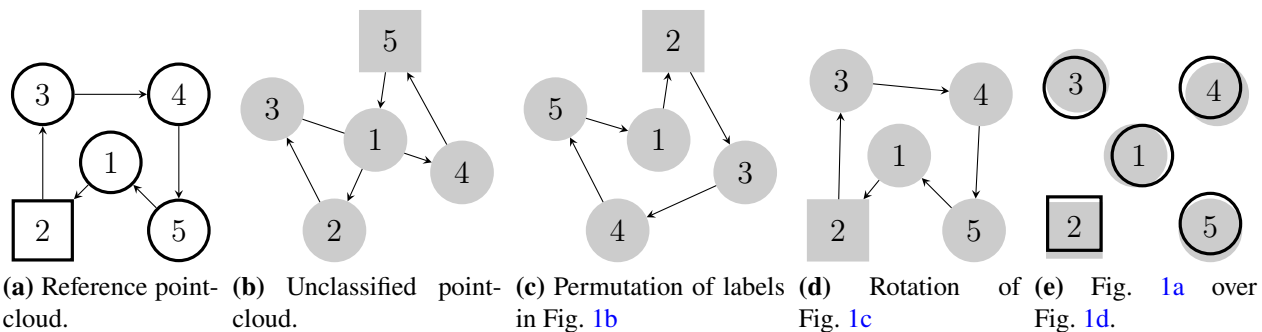 3 4 1 2 5
5 3 1 4 2
2 5 1 3 4
3 4 1 2 5
3 4 1 2 5
(a) Reference point-
cloud.
(b) Unclassified point-
cloud.
(c) Permutation of labels
in Fig. 1b
(d) Rotation of
Fig. 1c
(e) Fig. 1a over
Fig. 1d.